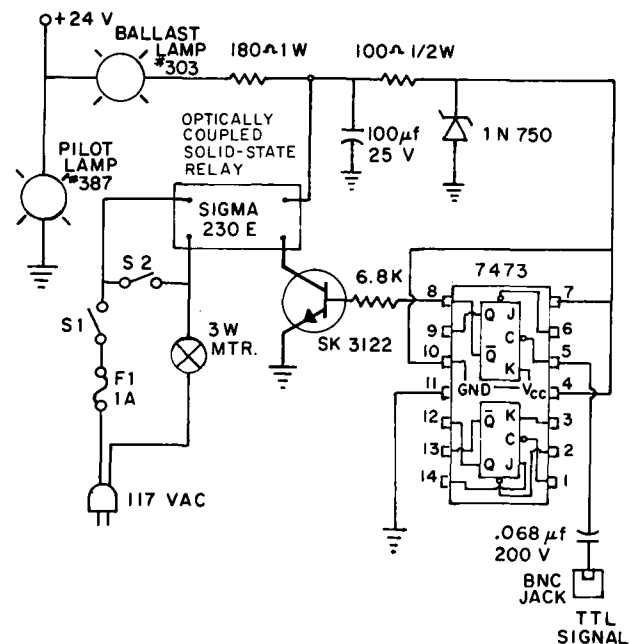 +24 V
BALLAST
LAMP
#303
180Ω 1W
100Ω 1/2W
OPTICALLY
COUPLED
SOLID-STATE
RELAY
100µf
25 V
1N 750
PILOT
LAMP
#387
SIGMA
230 E
S2
S1
F1
1A
3W
MTR.
SK 3122
6.8K
7473
8
9
10
11
12
13
14
Q
J
C
Q̅
K
GND
VCC
Q̅
K
C
Q
J
7
6
5
4
3
2
1
117 VAC
.068 µf
200 V
BNC
JACK
TTL
SIGNAL